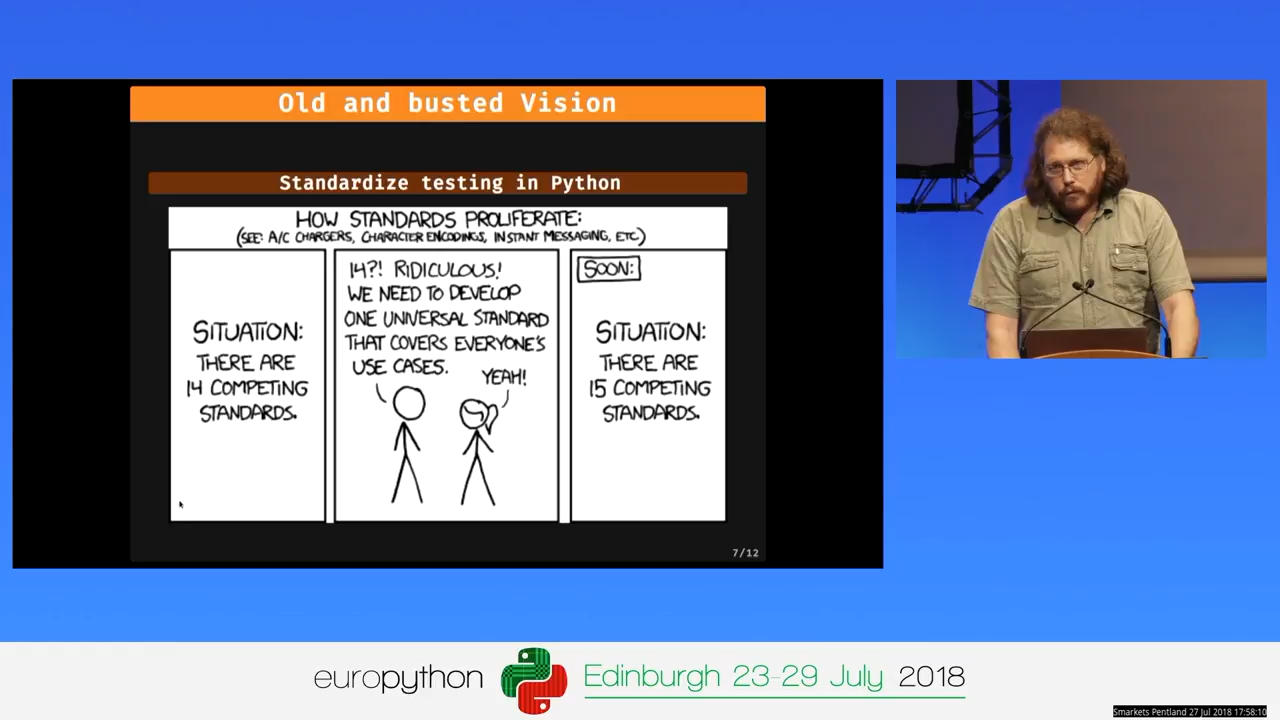 Old and busted Vision
Standardize testing in Python
HOW STANDARDS PROLIFERATE:
(SEE: A/C CHARGERS, CHARACTER ENCODINGS, INSTANT MESSAGING, ETC.)
SITUATION:
THERE ARE
14 COMPETING
STANDARDS.
14?! RIDICULOUS!
WE NEED TO DEVELOP
ONE UNIVERSAL STANDARD
THAT COVERS EVERYONE'S
USE CASES.
YEAH!
SOON:
SITUATION:
THERE ARE
15 COMPETING
STANDARDS.
7/12
europython Edinburgh 23-29 July 2018
Smarkets Pentland 27 Jul 2018 17:58:10